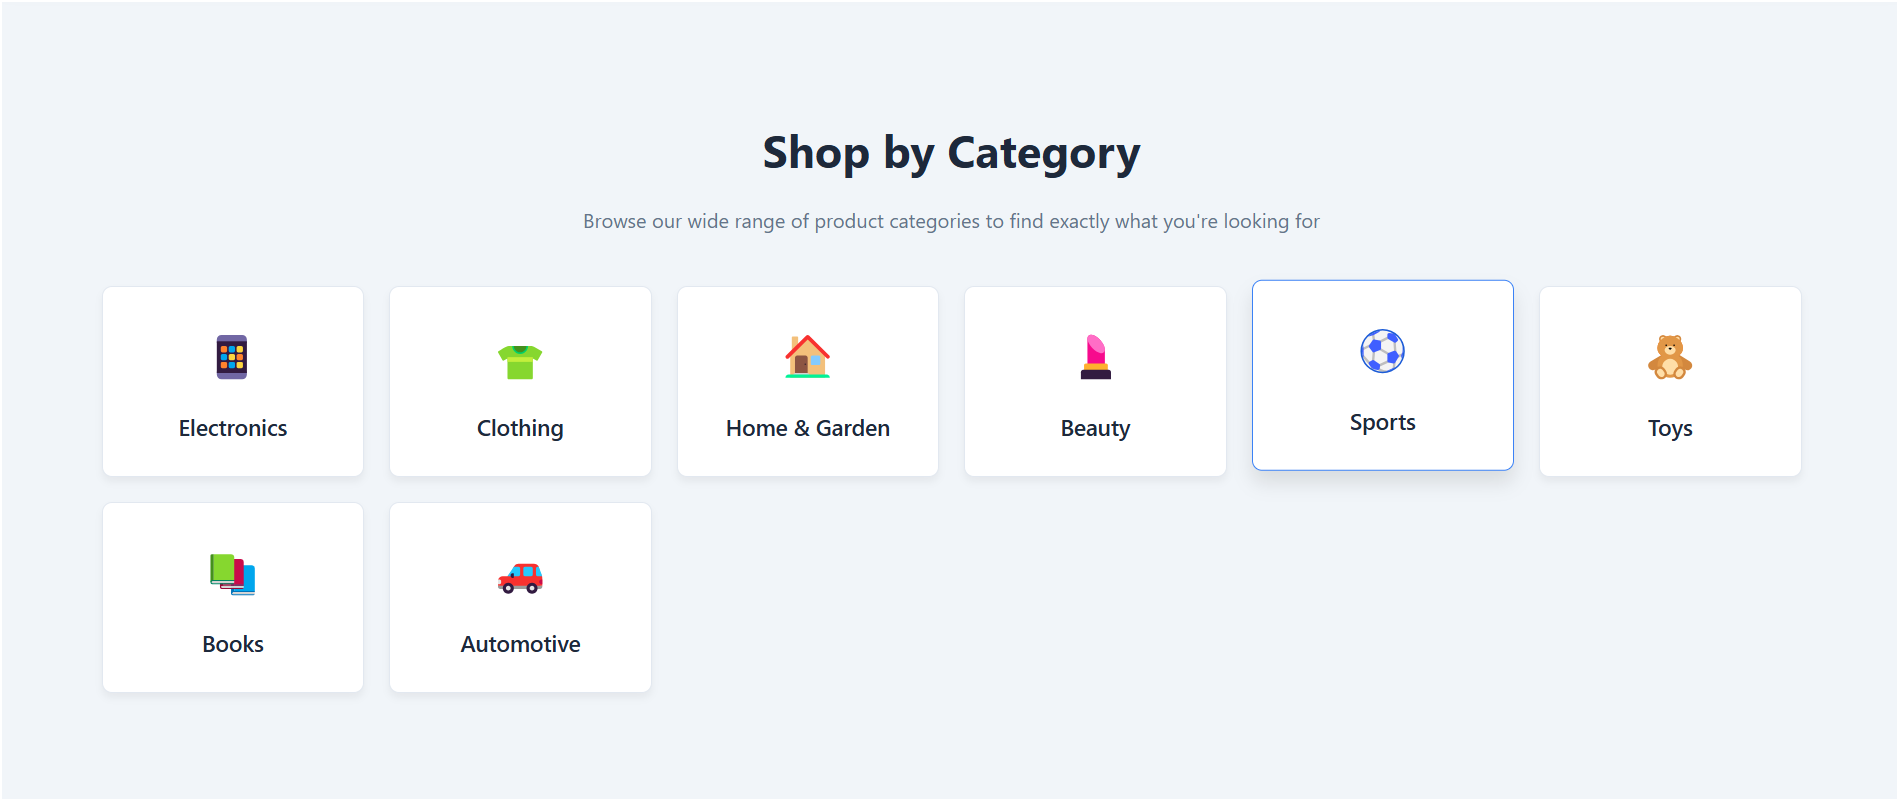 Shop by Category
Browse our wide range of product categories to find exactly what you're looking for
Electronics
Clothing
Home & Garden
Beauty
Sports
Toys
Books
Automotive